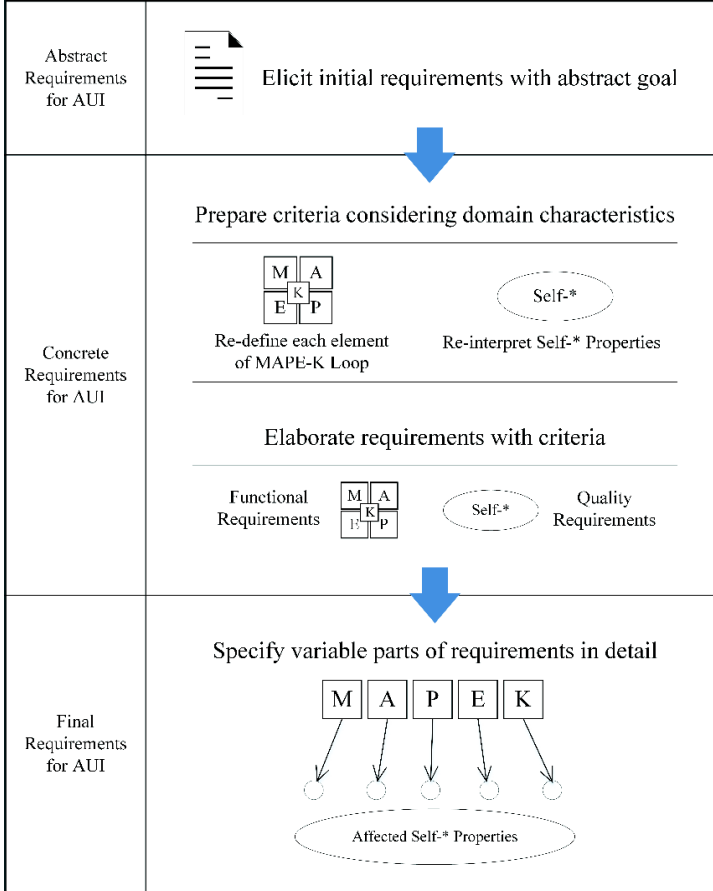 Abstract
Requirements
for AUI
Elicit initial requirements with abstract goal
Concrete
Requirements
for AUI
Prepare criteria considering domain characteristics
M A
K
E P
Re-define each element
of MAPE-K Loop
Self-*
Re-interpret Self-* Properties
Elaborate requirements with criteria
Functional
Requirements
M A
K
E P
Self-*
Quality
Requirements
Final
Requirements
for AUI
Specify variable parts of requirements in detail
M A P E K
Affected Self-* Properties